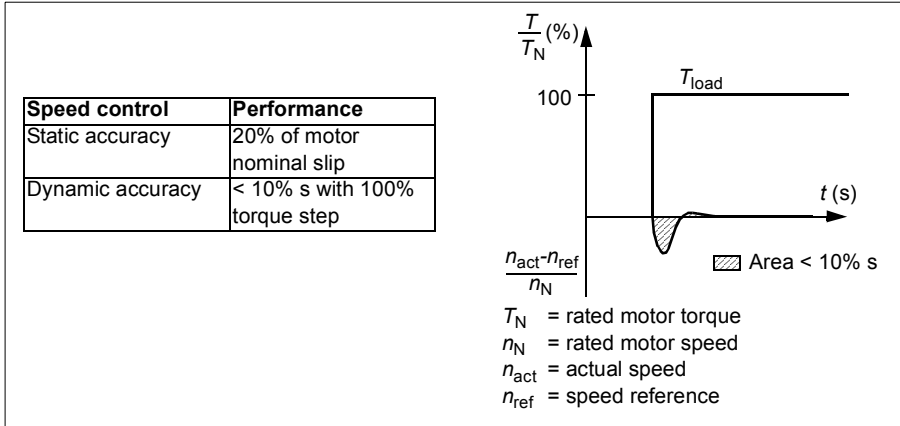 Speed control Performance
Static accuracy 20% of motor
nominal slip
Dynamic accuracy < 10% s with 100%
torque step
T
T_N (%)
T_load
100
t (s)
n_act-n_ref
n_N
Area < 10% s
T_N = rated motor torque
n_N = rated motor speed
n_act = actual speed
n_ref = speed reference